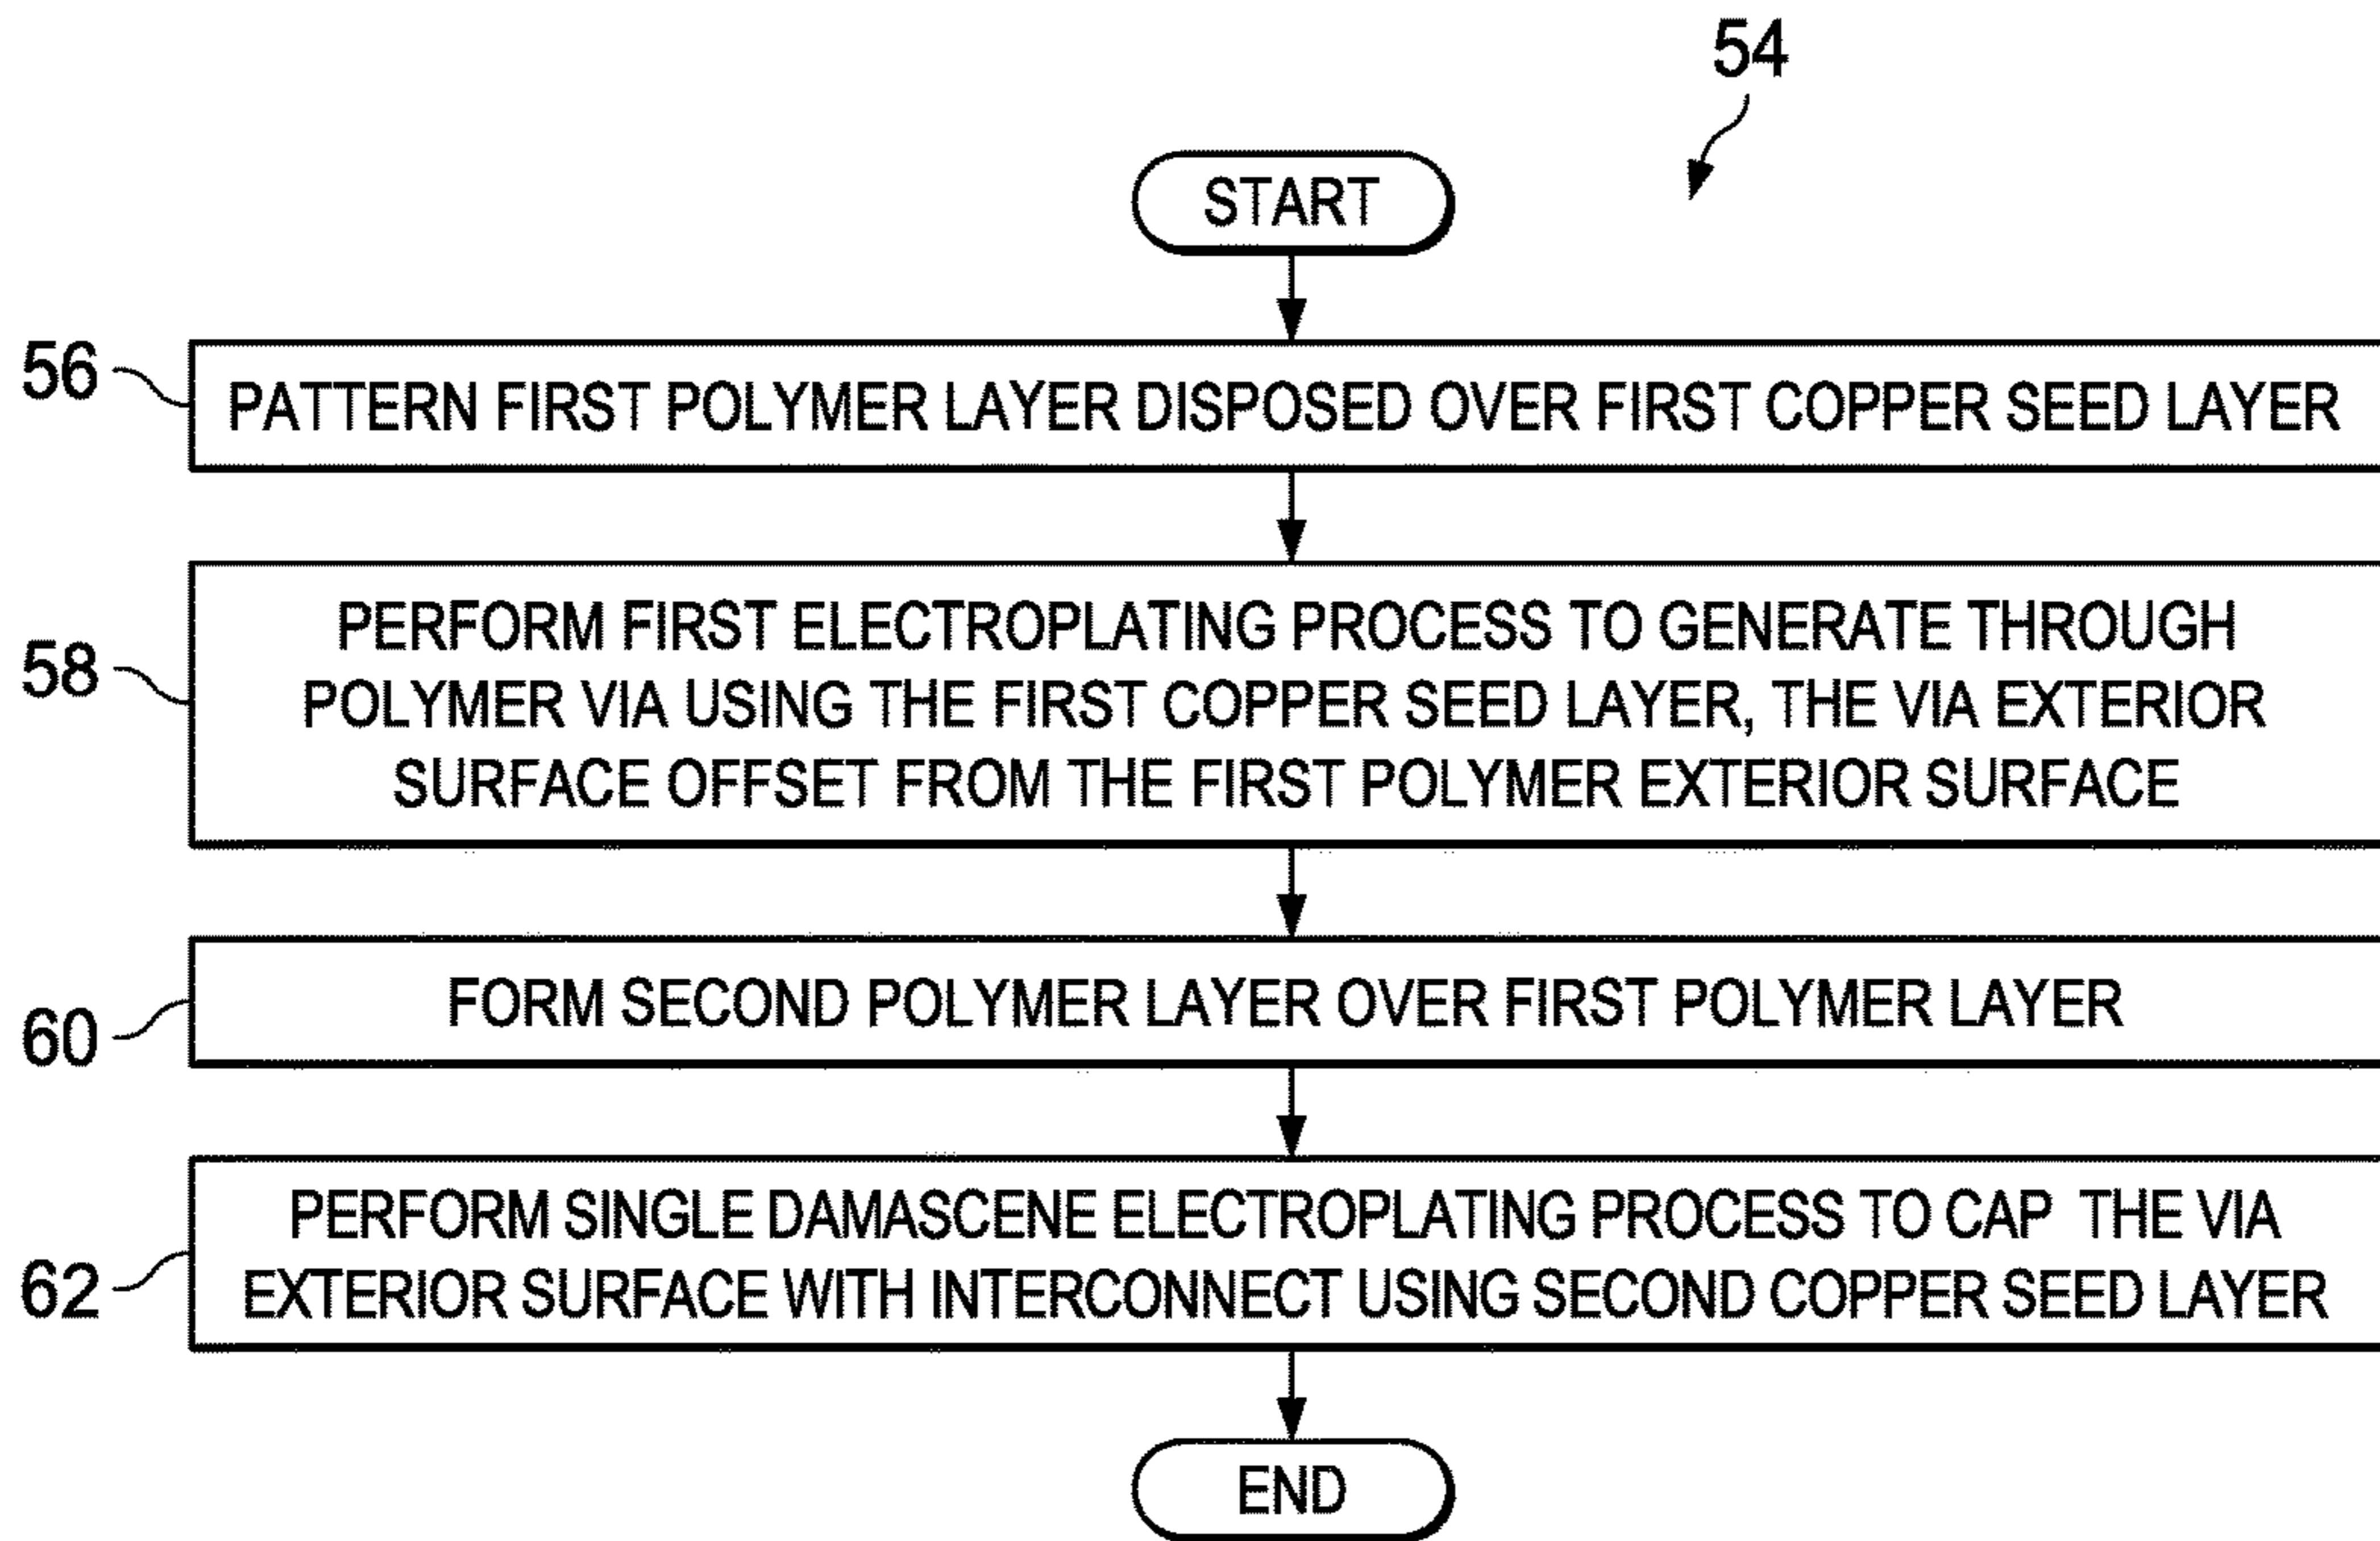 54
START
56
PATTERN FIRST POLYMER LAYER DISPOSED OVER FIRST COPPER SEED LAYER
58
PERFORM FIRST ELECTROPLATING PROCESS TO GENERATE THROUGH
POLYMER VIA USING THE FIRST COPPER SEED LAYER, THE VIA EXTERIOR
SURFACE OFFSET FROM THE FIRST POLYMER EXTERIOR SURFACE
60
FORM SECOND POLYMER LAYER OVER FIRST POLYMER LAYER
62
PERFORM SINGLE DAMASCENE ELECTROPLATING PROCESS TO CAP THE VIA
EXTERIOR SURFACE WITH INTERCONNECT USING SECOND COPPER SEED LAYER
END